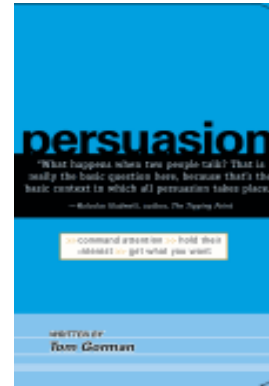 persuasion
"What happens when two people talk? That is
really the basic question here, because that's the
basic context in which all persuasion takes place."
—Malcolm Gladwell, author, The Tipping Point
>> command attention >> hold their
interest >> get what you want
WRITTEN BY
Tom Gorman